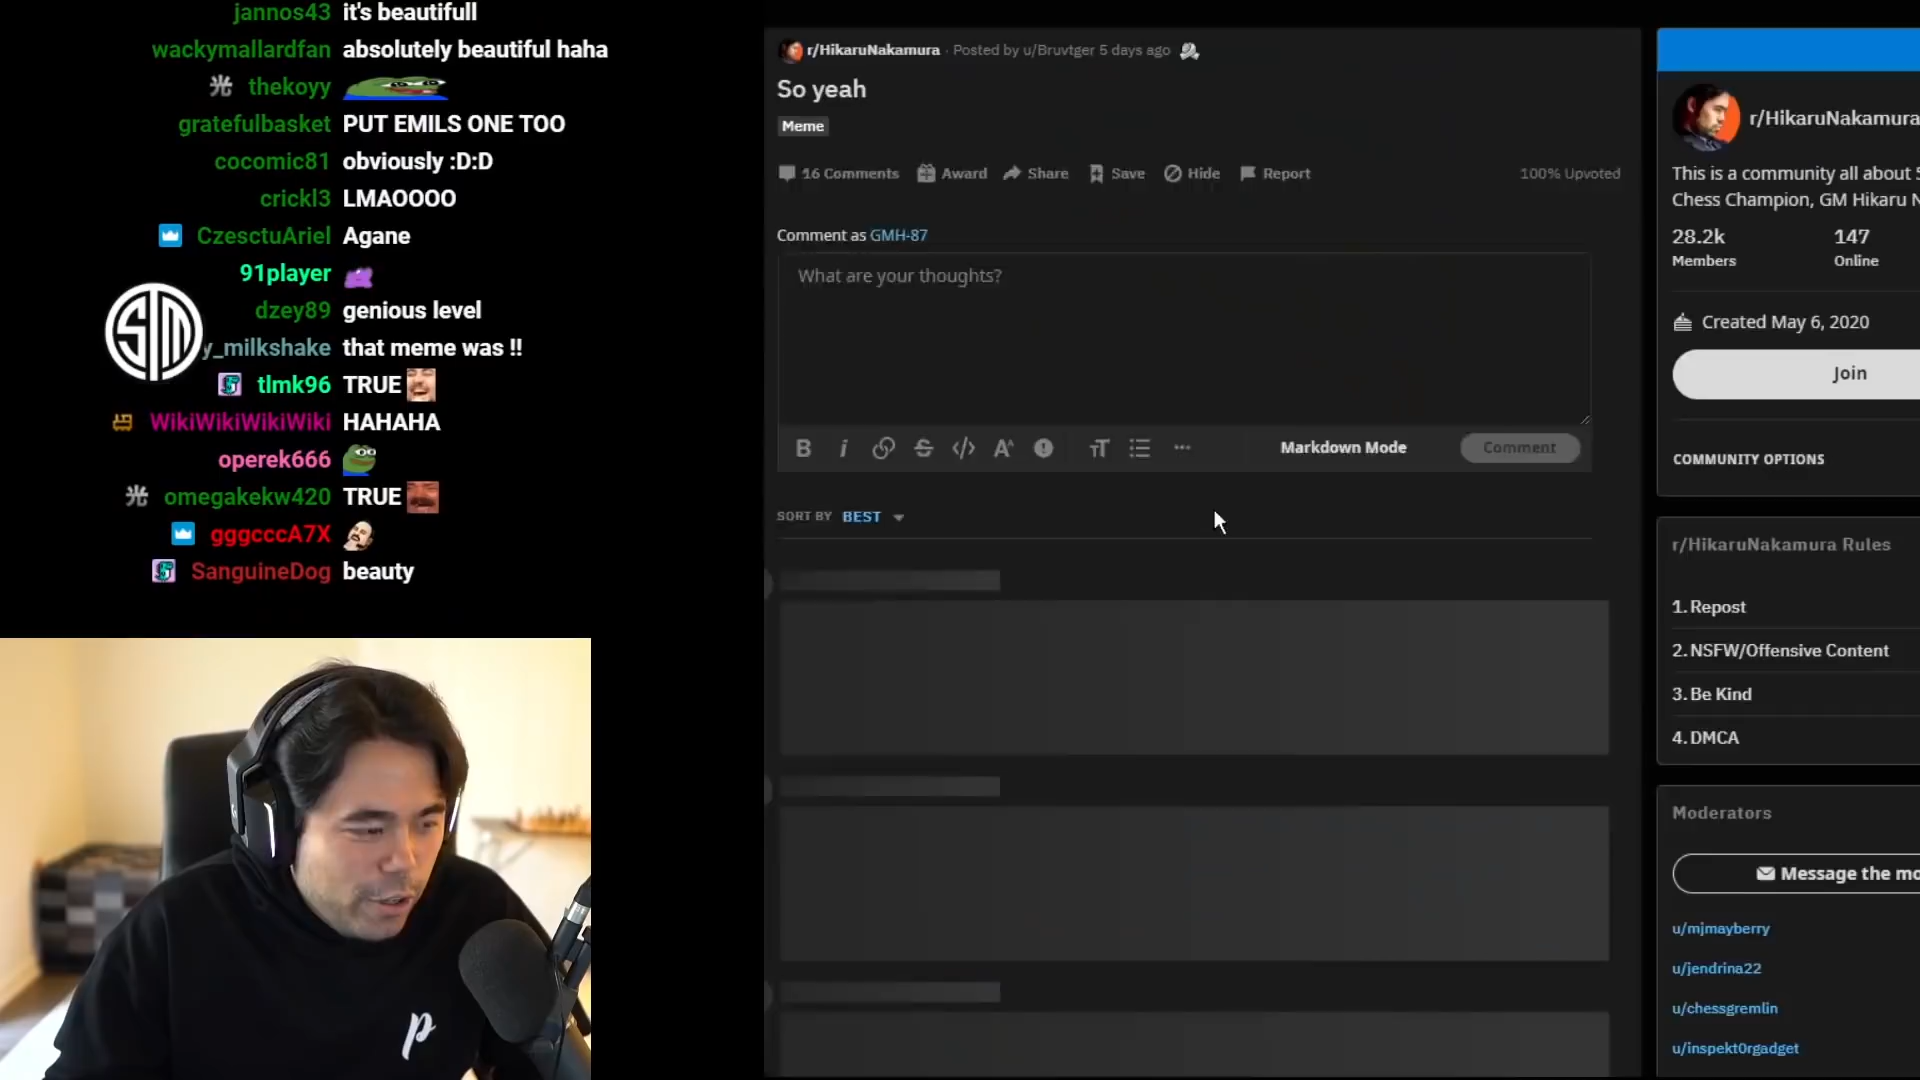 jannos43 it's beautifull
wackymallardfan absolutely beautiful haha
光 thekoyy
gratefulbasket PUT EMILS ONE TOO
cocomic81 obviously :D:D
crickl3 LMAOOOO
CzesctuAriel Agane
91player
dzey89 genious level
y_milkshake that meme was !!
tlmk96 TRUE
WikiWikiWikiWiki HAHAHA
operek666
光 omegakekw420 TRUE
gggcccA7X
SanguineDog beauty
TSM
p
r/HikaruNakamura · Posted by u/Bruvtger 5 days ago
So yeah
Meme
16 Comments Award Share Save Hide Report 100% Upvoted
Comment as GMH-87
What are your thoughts?
Markdown Mode Comment
SORT BY BEST
r/HikaruNakamura
This is a community all about 5
Chess Champion, GM Hikaru N
28.2k 147
Members Online
Created May 6, 2020
Join
COMMUNITY OPTIONS
r/HikaruNakamura Rules
1. Repost
2. NSFW/Offensive Content
3. Be Kind
4. DMCA
Moderators
Message the mo
u/mjmayberry
u/jendrina22
u/chessgremlin
u/inspekt0rgadget